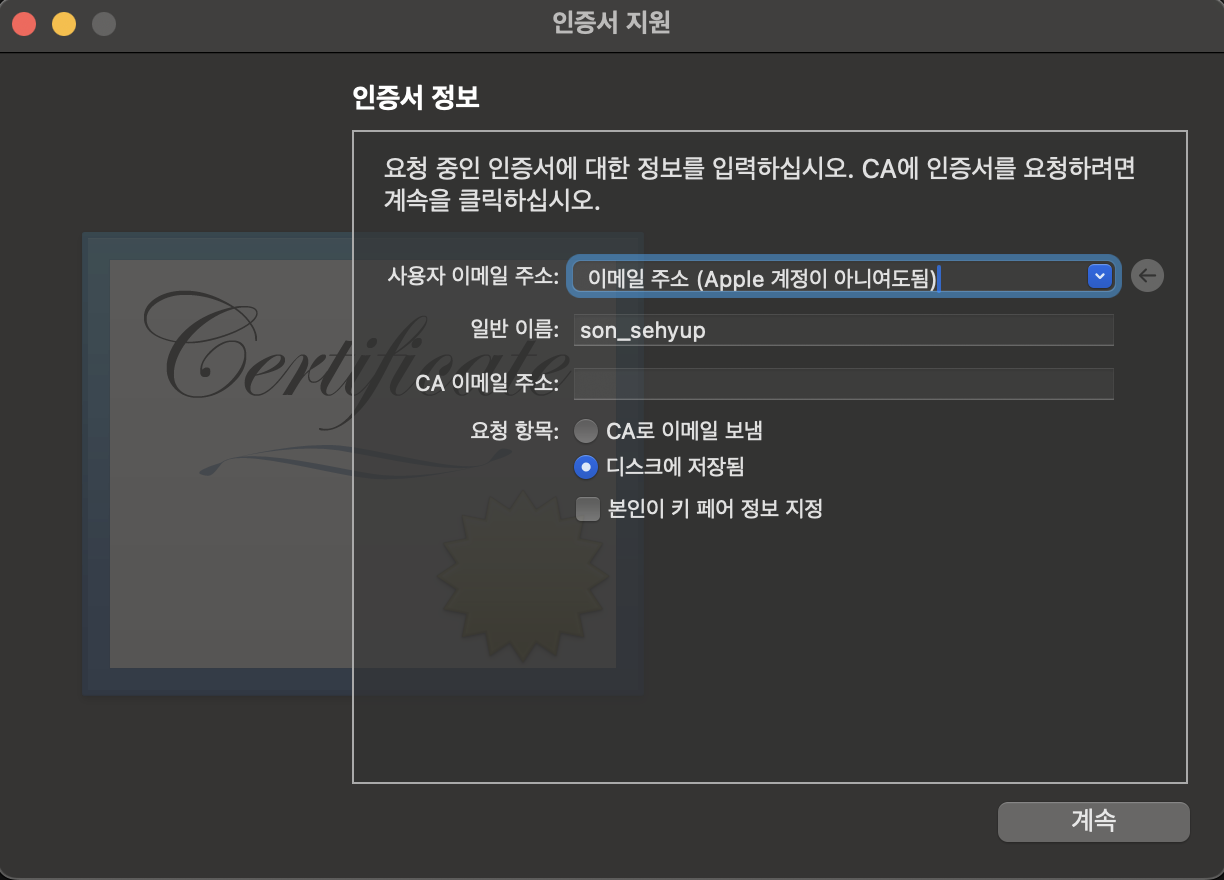 인증서 지원
인증서 정보
요청 중인 인증서에 대한 정보를 입력하십시오. CA에 인증서를 요청하려면
계속을 클릭하십시오.
사용자 이메일 주소: 이메일 주소 (Apple 계정이 아니여도됨)
일반 이름: son_sehyup
CA 이메일 주소:
요청 항목: CA로 이메일 보냄
디스크에 저장됨
본인이 키 페어 정보 지정
Certificate
계속